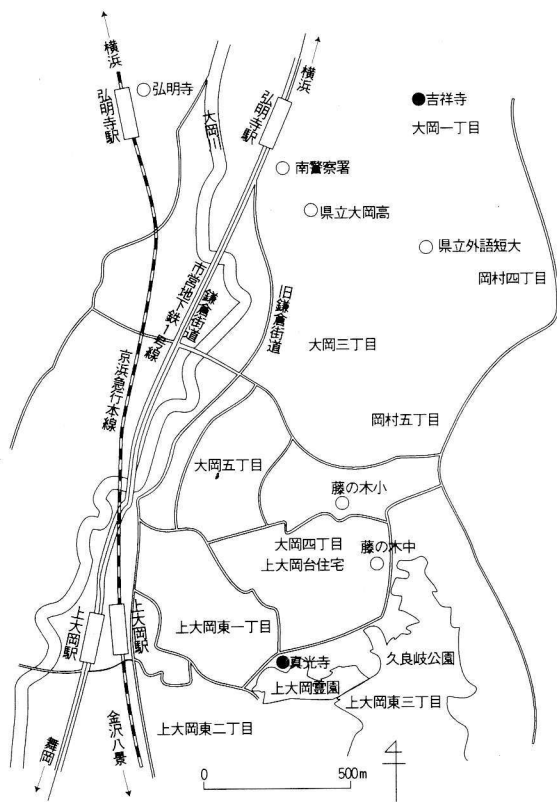 横浜
弘明寺駅
弘明寺
大岡川
弘明寺駅
横浜
吉祥寺
大岡一丁目
南警察署
県立大岡高
県立外語短大
岡村四丁目
市営地下鉄1号線
鎌倉街道
旧鎌倉街道
京浜急行本線
大岡三丁目
岡村五丁目
大岡五丁目
藤の木小
大岡四丁目
藤の木中
上大岡台住宅
上大岡駅
上大岡駅
上大岡東一丁目
真光寺
久良岐公園
上大岡霊園
上大岡東三丁目
上大岡東二丁目
舞岡
金沢八景
0
500m